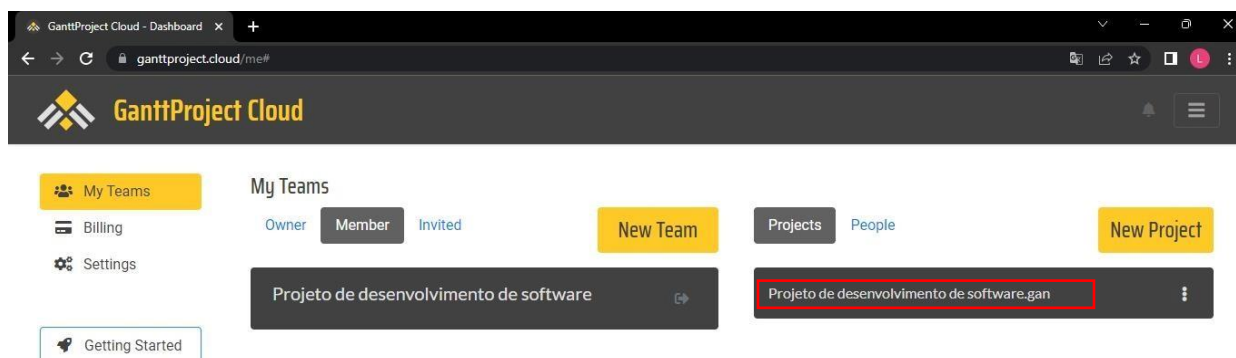 GanttProject Cloud - Dashboard
ganttproject.cloud/me#
L
GanttProject Cloud
My Teams
Billing
Settings
Getting Started
My Teams
Owner Member Invited New Team
Projeto de desenvolvimento de software
Projects People New Project
Projeto de desenvolvimento de software.gan